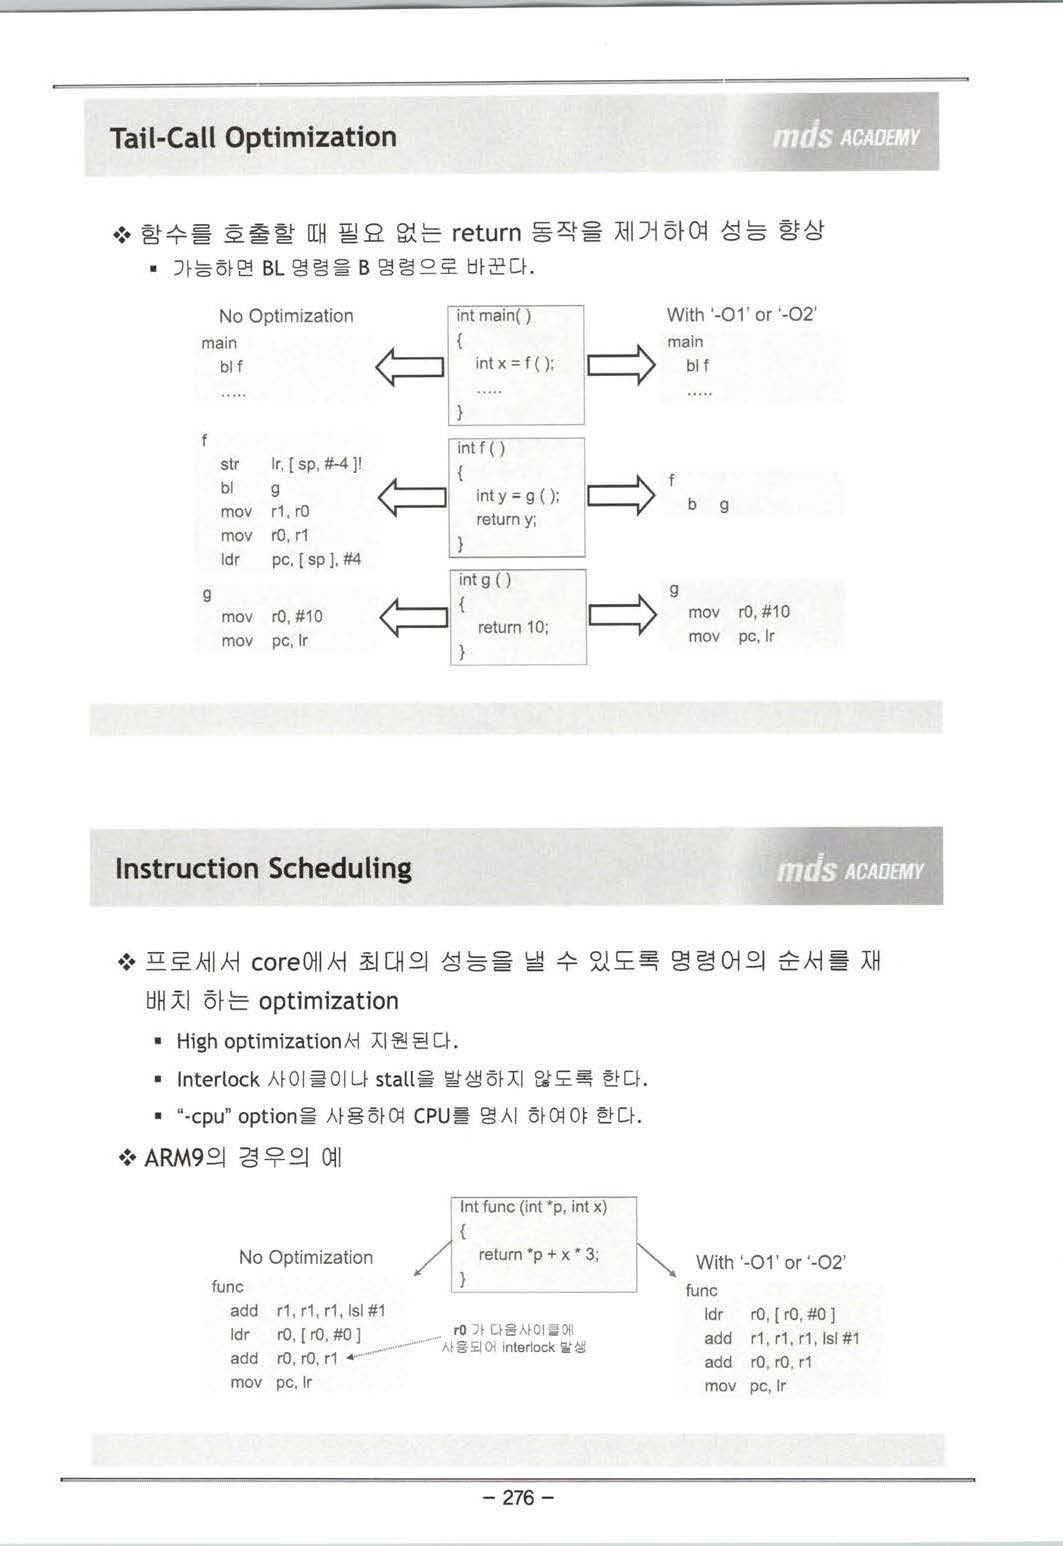 Tail-Call Optimization
mds ACADEMY
❖ 함수를 호출할 때 필요 없는 return 동작을 제거하여 성능 향상
▪ 가능하면 BL 명령을 B 명령으로 바꾼다.
No Optimization
main
bl f
.....
f
str lr, [ sp, #-4 ]!
bl g
mov r1, r0
mov r0, r1
ldr pc, [ sp ], #4
g
mov r0, #10
mov pc, lr
int main( )
{
int x = f ( );
.....
}
int f ( )
{
int y = g ( );
return y;
}
int g ( )
{
return 10;
}
With '-O1' or '-O2'
main
bl f
.....
f
b g
g
mov r0, #10
mov pc, lr
Instruction Scheduling
mds ACADEMY
❖ 프로세서 core에서 최대의 성능을 낼 수 있도록 명령어의 순서를 재
배치 하는 optimization
▪ High optimization서 지원된다.
▪ Interlock 사이클이나 stall을 발생하지 않도록 한다.
▪ "-cpu" option을 사용하여 CPU를 명시 하여야 한다.
❖ ARM9의 경우의 예
Int func (int *p, int x)
{
return *p + x * 3;
}
No Optimization
func
add r1, r1, r1, lsl #1
ldr r0, [ r0, #0 ]
add r0, r0, r1
mov pc, lr
r0 가 다음사이클에
사용되어 interlock 발생
With '-O1' or '-O2'
func
ldr r0, [ r0, #0 ]
add r1, r1, r1, lsl #1
add r0, r0, r1
mov pc, lr
- 276 -